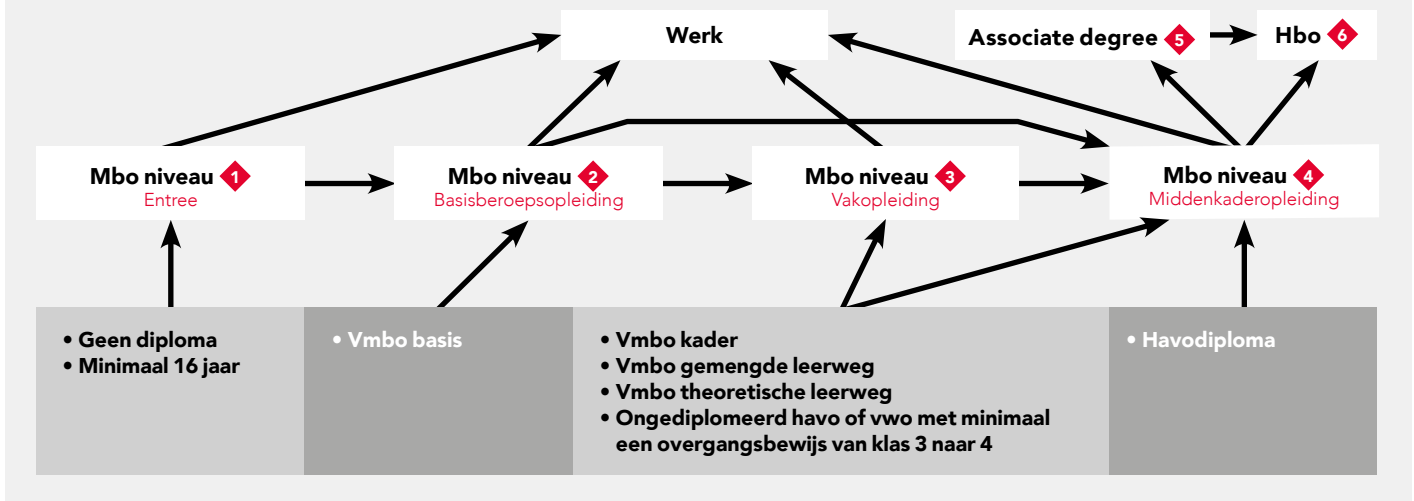 Werk
Associate degree 5
Hbo 6
Mbo niveau 1
Entree
Mbo niveau 2
Basisberoepsopleiding
Mbo niveau 3
Vakopleiding
Mbo niveau 4
Middenkaderopleiding
• Geen diploma
• Minimaal 16 jaar
• Vmbo basis
• Vmbo kader
• Vmbo gemengde leerweg
• Vmbo theoretische leerweg
• Ongediplomeerd havo of vwo met minimaal
een overgangsbewijs van klas 3 naar 4
• Havodiploma